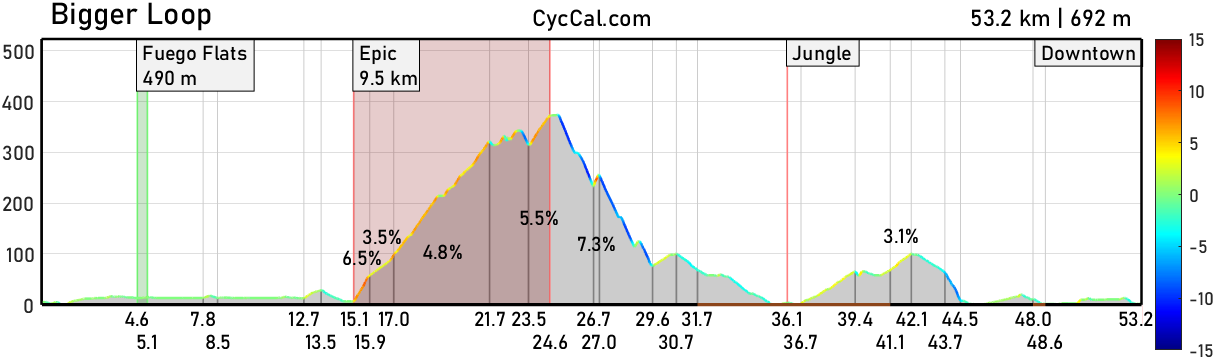 Bigger Loop CycCal.com 53.2 km | 692 m
Fuego Flats
490 m
Epic
9.5 km
Jungle
Downtown
500
400
300
200
100
0
6.5%
3.5%
4.8%
5.5%
7.3%
3.1%
4.6 7.8 12.7 15.1 17.0 21.7 23.5 26.7 29.6 31.7 36.1 39.4 42.1 44.5 48.0 53.2
5.1 8.5 13.5 15.9 24.6 27.0 30.7 36.7 41.1 43.7 48.6
15
10
5
0
−5
−10
−15